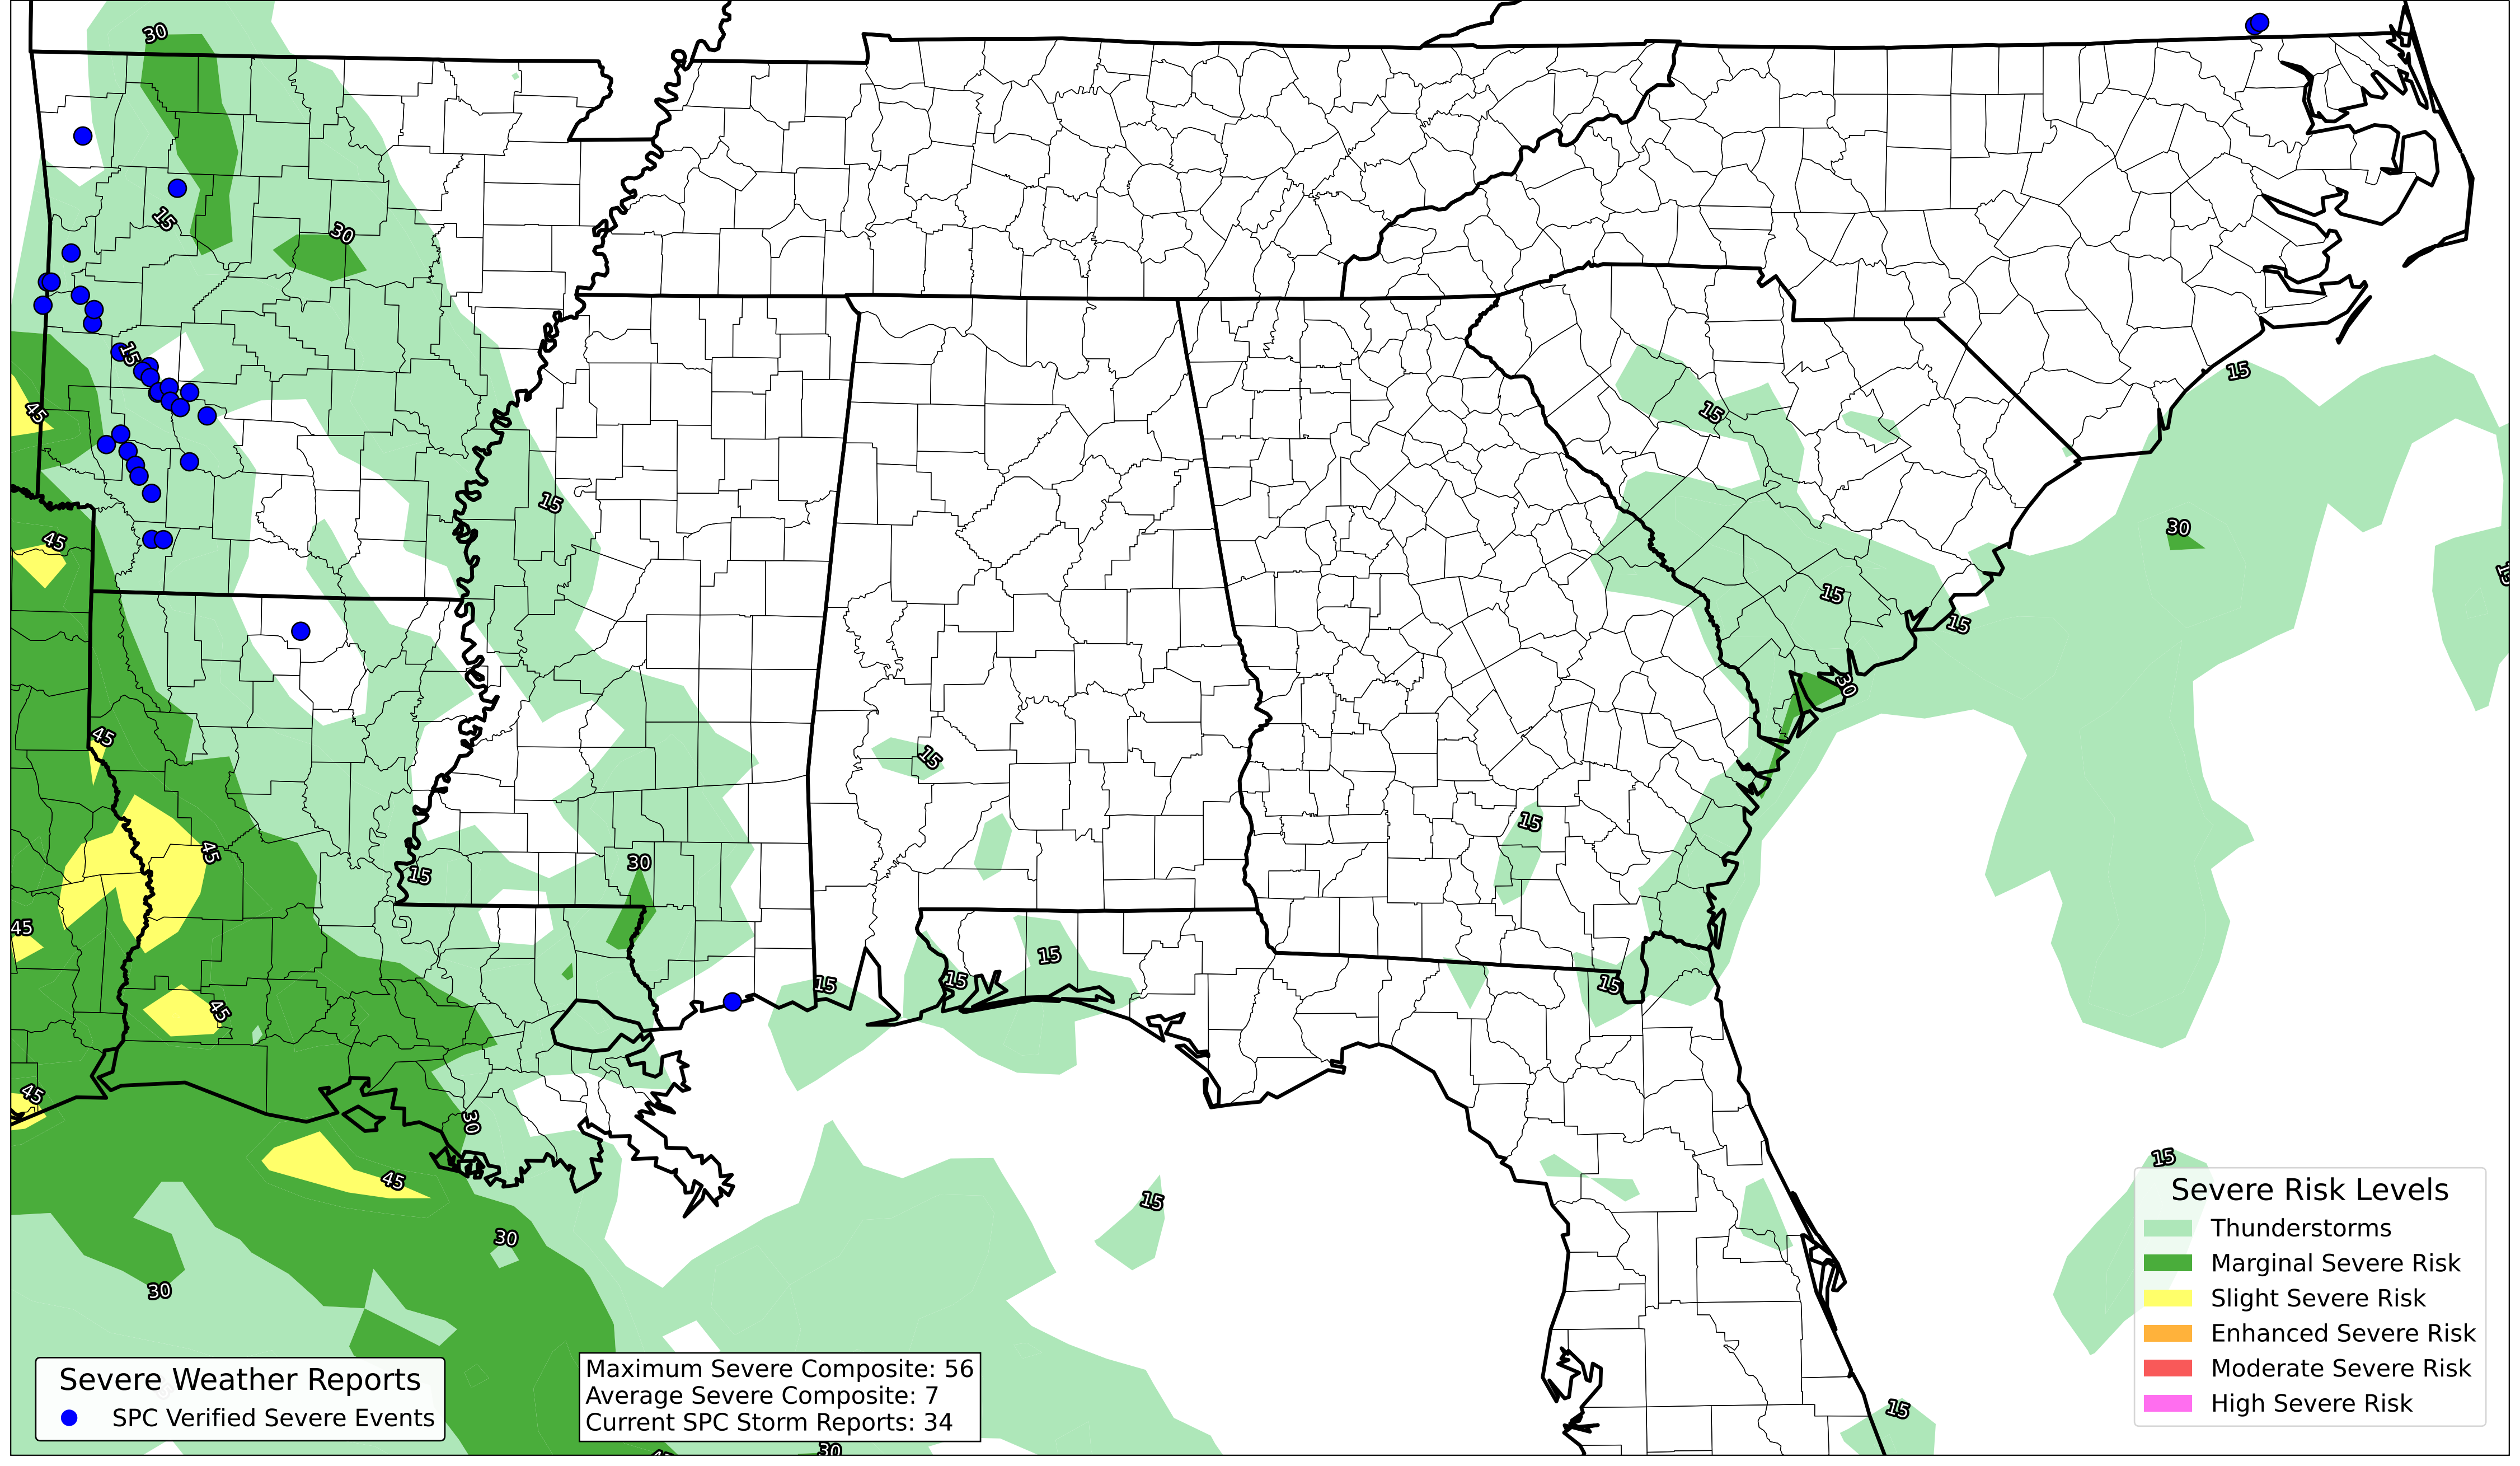 30
15
30
15
45
15
15
15
30
45
15
15
15
30
45
15
15
45
30
15
45
15
15
15
15
45
45
30
15
45
15
30
30
15
30
Severe Risk Levels
Thunderstorms
Marginal Severe Risk
Slight Severe Risk
Enhanced Severe Risk
Moderate Severe Risk
High Severe Risk
Severe Weather Reports
SPC Verified Severe Events
Maximum Severe Composite: 56
Average Severe Composite: 7
Current SPC Storm Reports: 34